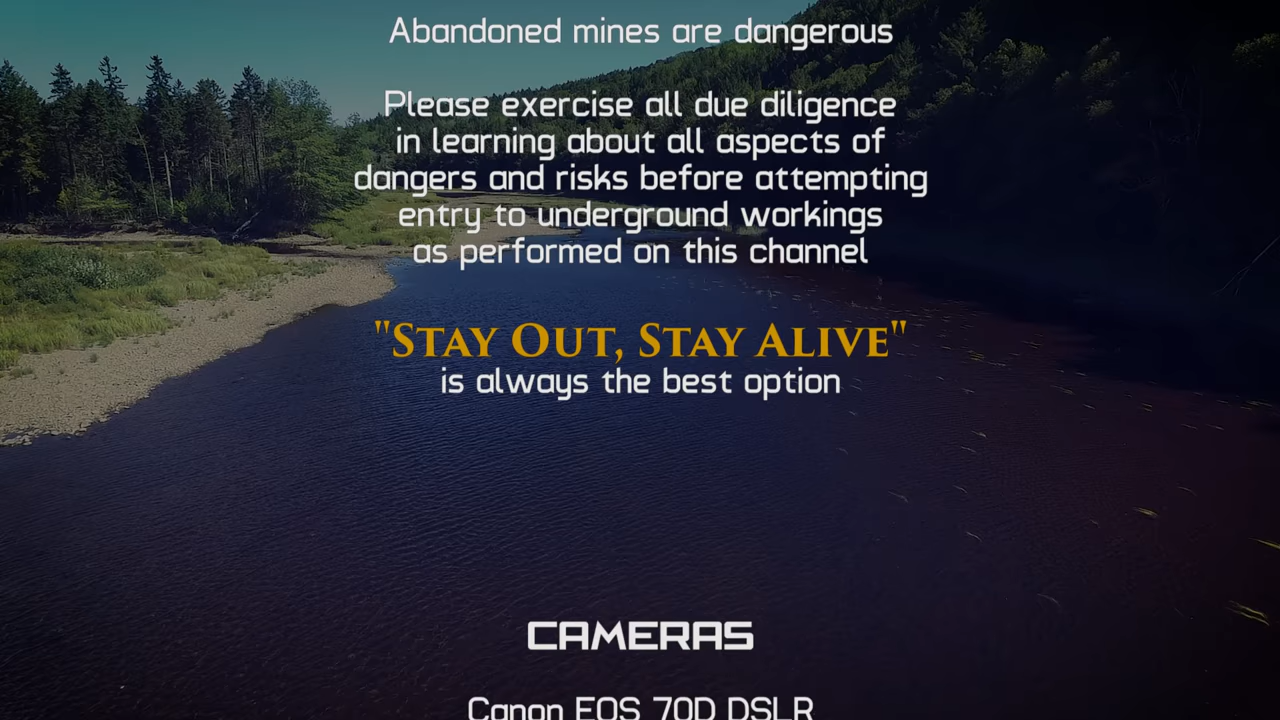 Abandoned mines are dangerous
Please exercise all due diligence
in learning about all aspects of
dangers and risks before attempting
entry to underground workings
as performed on this channel
"Stay Out, Stay Alive"
is always the best option
CAMERAS
Canon EOS 70D DSLR